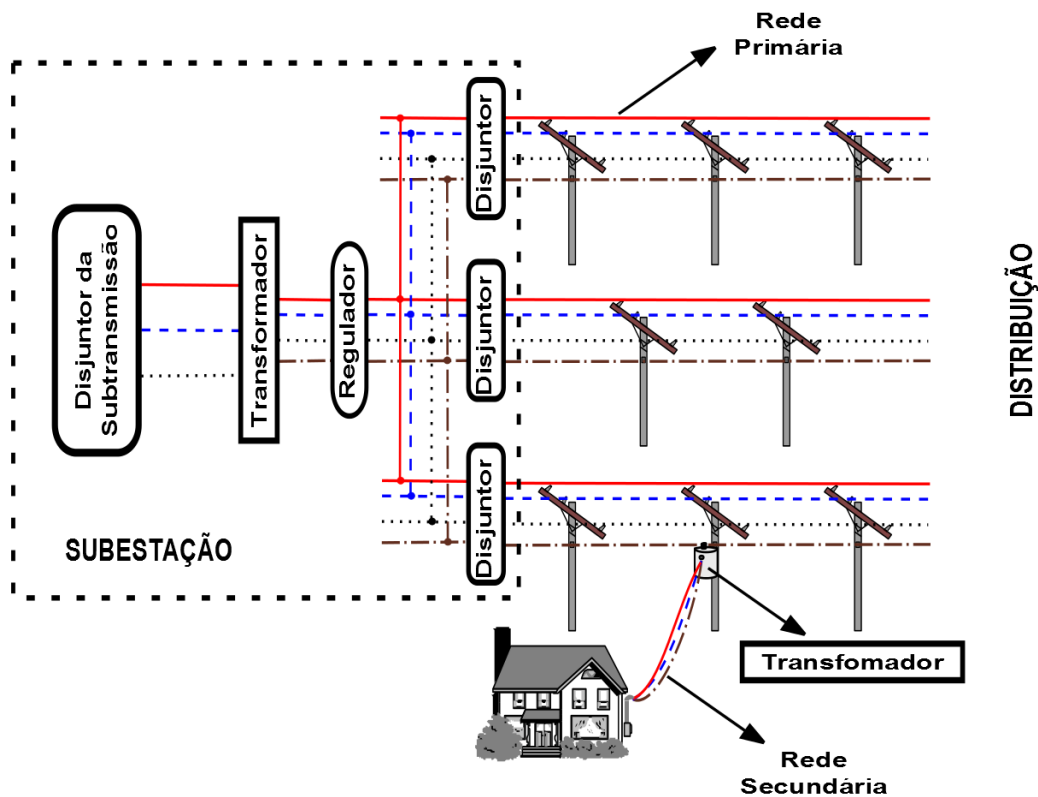 Rede
Primária
Disjuntor
Disjuntor da
Subtransmissão
Transformador
Regulador
Disjuntor
DISTRIBUIÇÃO
Disjuntor
SUBESTAÇÃO
Transfomador
Rede
Secundária